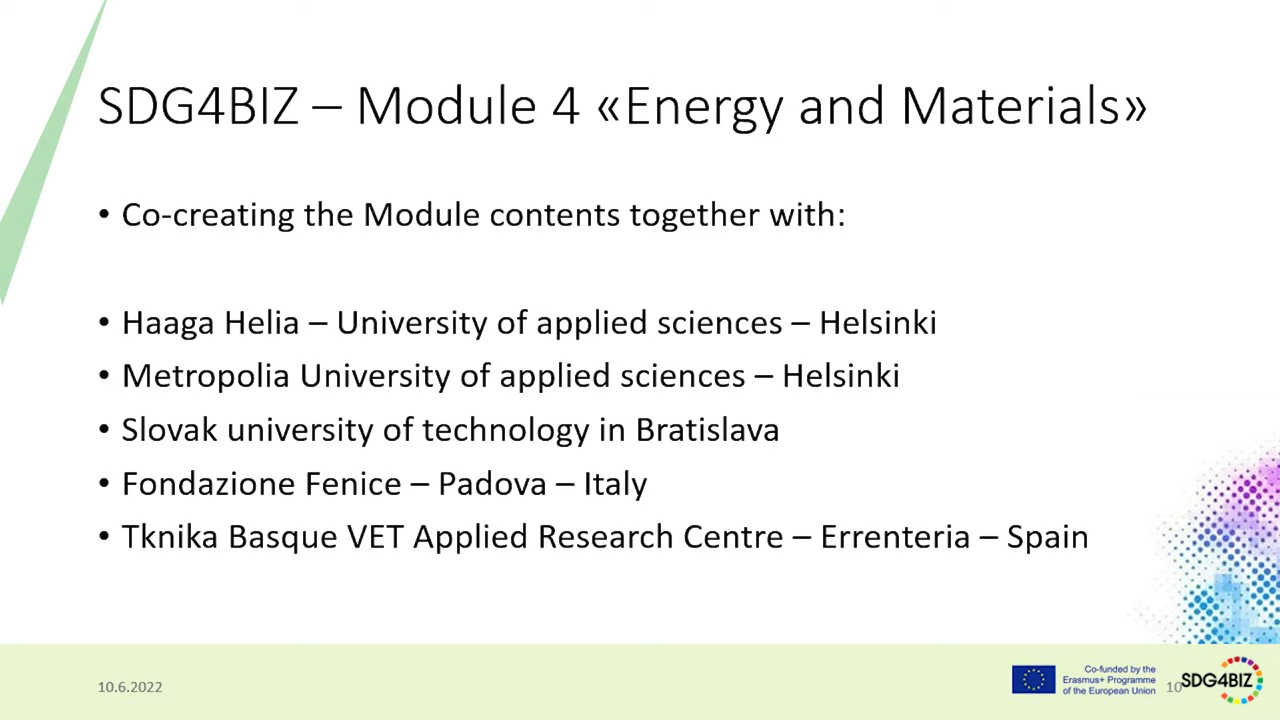 SDG4BIZ – Module 4 «Energy and Materials»
• Co-creating the Module contents together with:
• Haaga Helia – University of applied sciences – Helsinki
• Metropolia University of applied sciences – Helsinki
• Slovak university of technology in Bratislava
• Fondazione Fenice – Padova – Italy
• Tknika Basque VET Applied Research Centre – Errenteria – Spain
10.6.2022
Co-funded by the
Erasmus+ Programme
of the European Union
10
SDG4BIZ